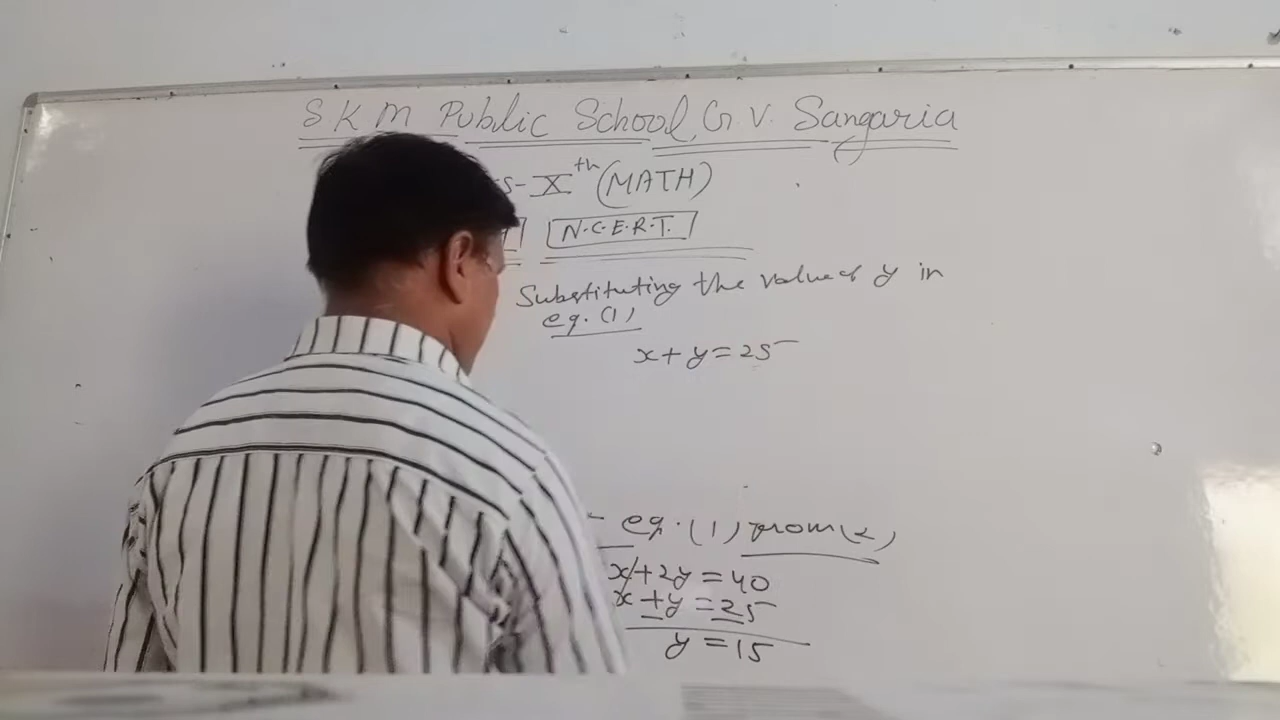 SKM Public School, G.V. Sangaria
s-Xth (MATH)
N.C.E.R.T.
Substituting the value of y in
eq. (1)
x+y=25
eq. (1) from (2)
x+2y=40
x+y=25
y=15